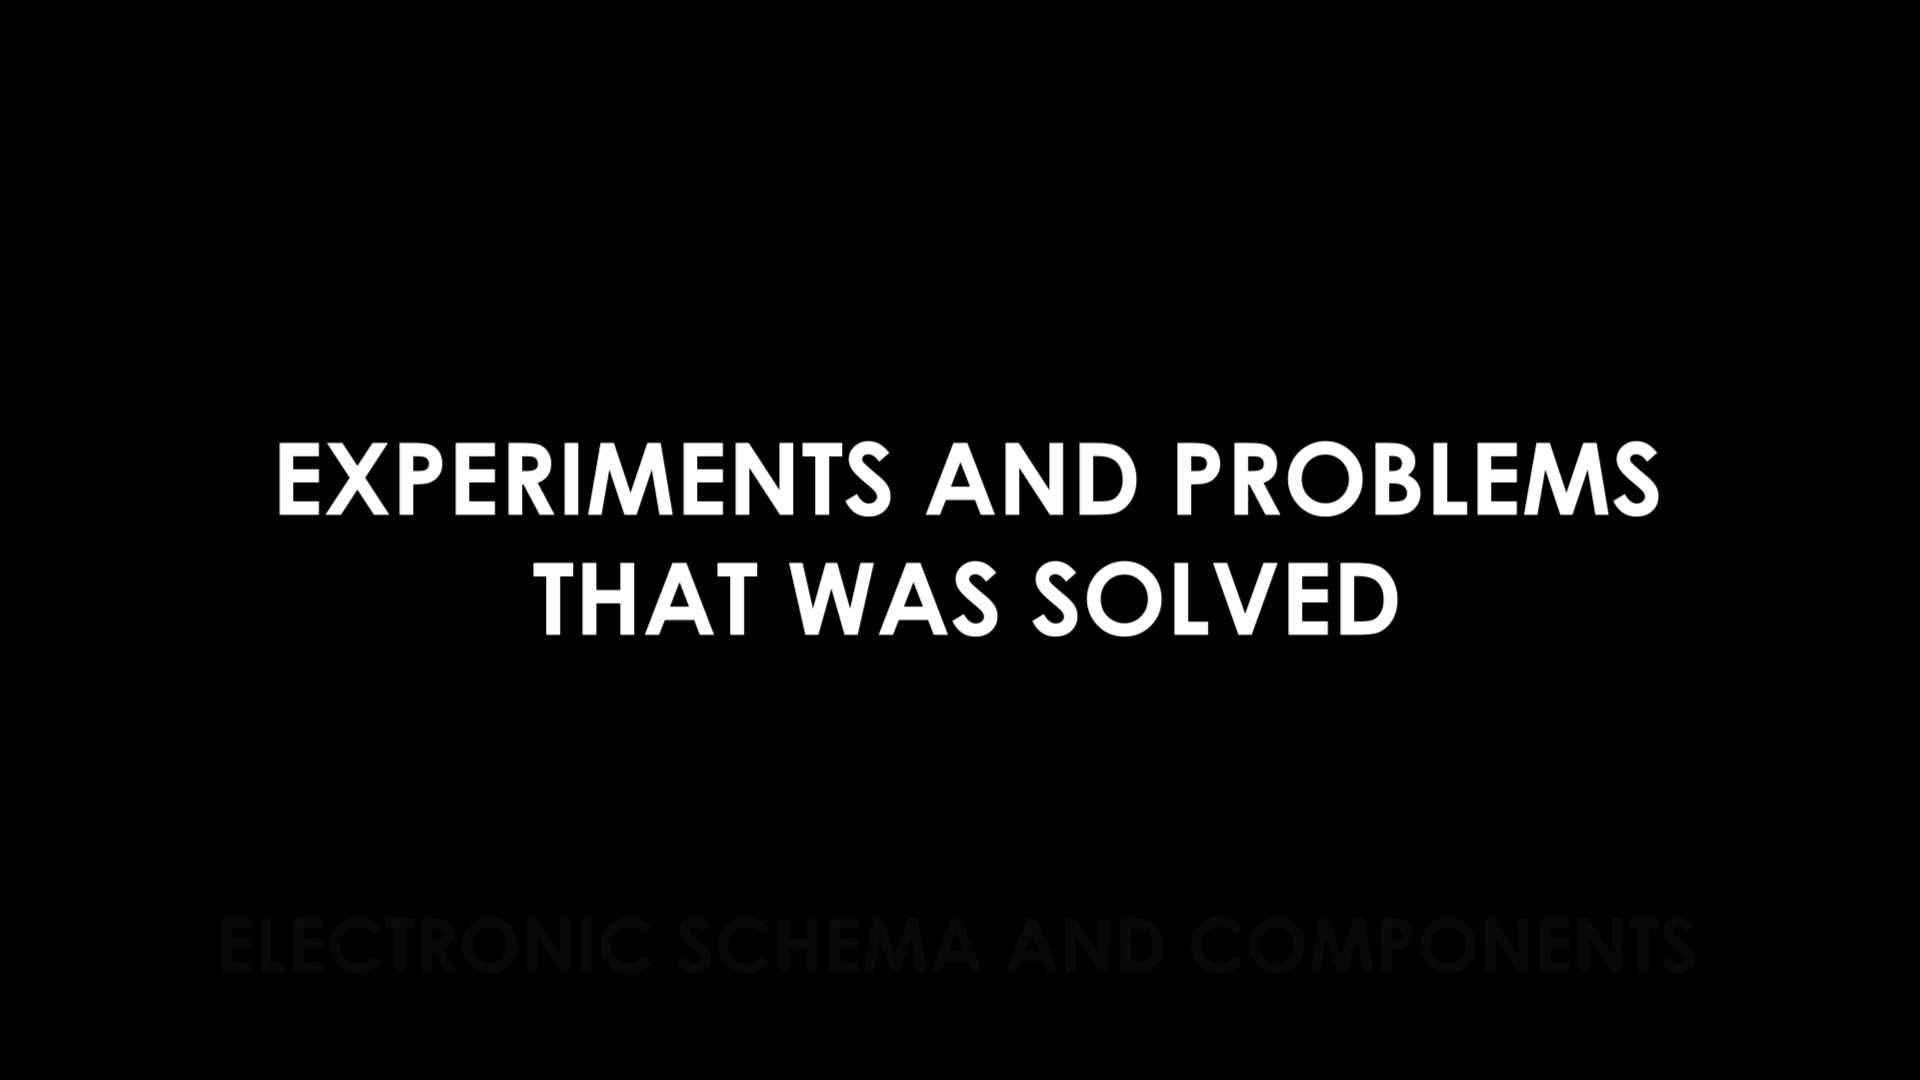 EXPERIMENTS AND PROBLEMS
THAT WAS SOLVED
ELECTRONIC SCHEMA AND COMPONENTS